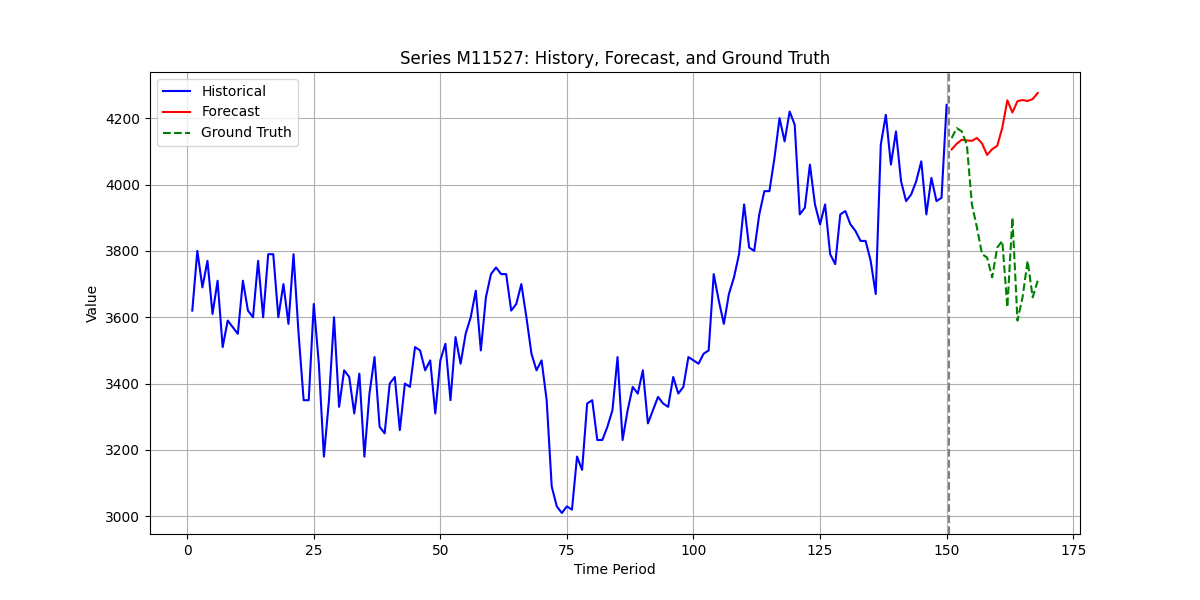 Series M11527: History, Forecast, and Ground Truth
Historical
Forecast
Ground Truth
Value
4200
4000
3800
3600
3400
3200
3000
0 25 50 75 100 125 150 175
Time Period